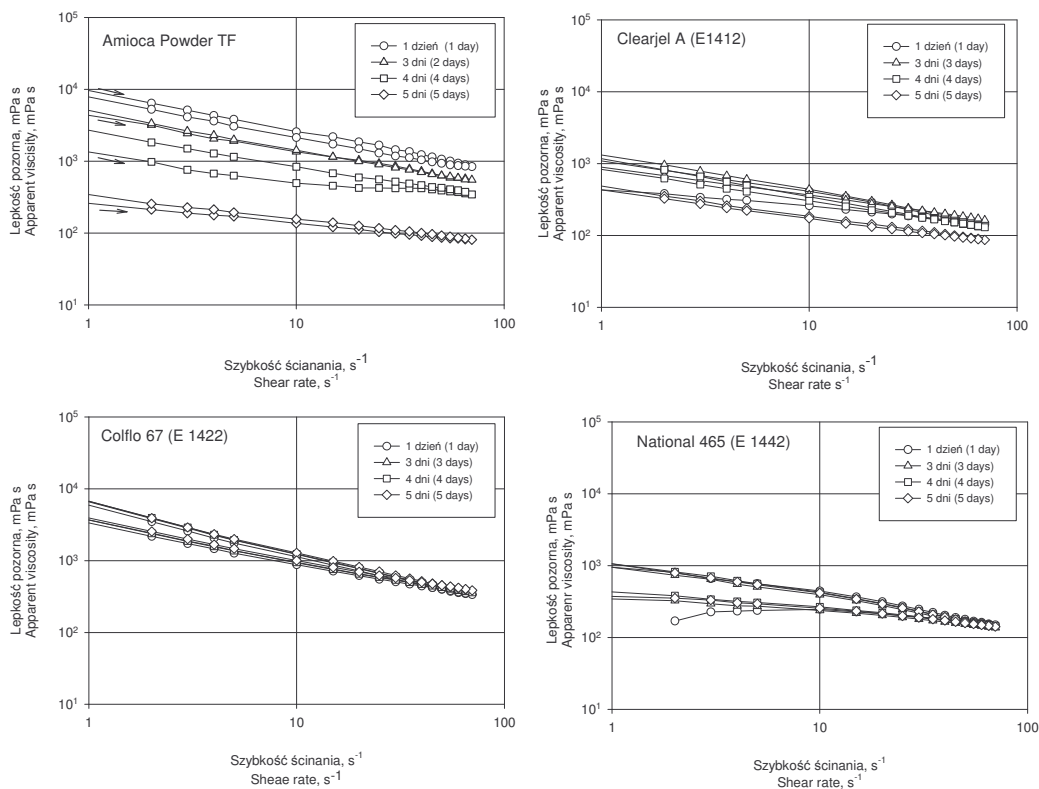 Amioca Powder TF
1 dzień (1 day)
3 dni (2 days)
4 dni (4 days)
5 dni (5 days)
10^5
10^4
10^3
10^2
10^1
1
10
100
Lepkość pozorna, mPa s
Apparent viscisity, mPa s
Szybkość ścianania, s^-1
Shear rate, s^-1
Clearjel A (E1412)
1 dzień (1 day)
3 dni (3 days)
4 dni (4 days)
5 dni (5 days)
10^5
10^4
10^3
10^2
10^1
1
10
100
Lepkość pozorna, mPa s
Apparent viscosity, mPa s
Szybkość ścinania, s^-1
Shear rate s^-1
Colflo 67 (E 1422)
1 dzień (1 day)
3 dni (3 days)
4 dni (4 days)
5 dni (5 days)
10^5
10^4
10^3
10^2
10^1
1
10
100
Lepkość pozorna, mPa s
Apparent viscosity, mPa s
Szybkość ścinania, s^-1
Sheae rate, s^-1
National 465 (E 1442)
1 dzień (1 day)
3 dni (3 days)
4 dni (4 days)
5 dni (5 days)
10^5
10^4
10^3
10^2
10^1
1
10
100
Lepkość pozorna, mPa s
Apparenr viscosity, mPa s
Szybkość ścinania, s^-1
Shear rate, s^-1